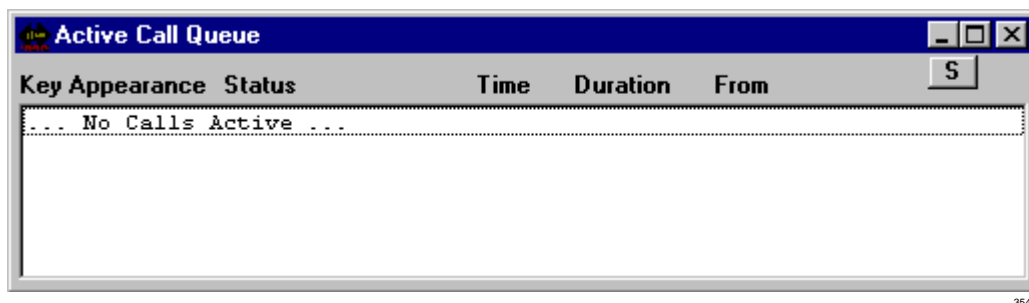 Active Call Queue
S
Key Appearance Status Time Duration From
... No Calls Active ...